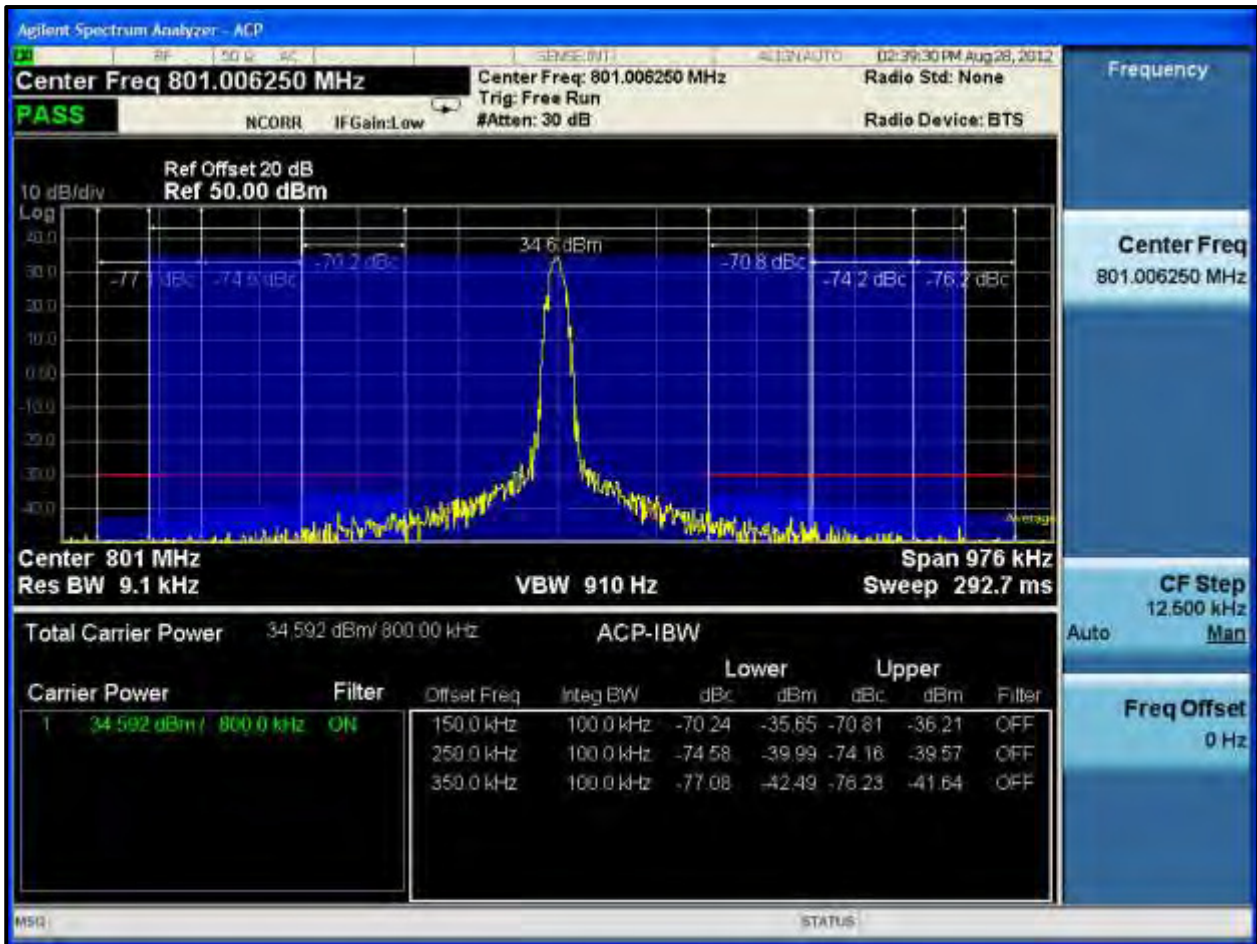 Agilent Spectrum Analyzer - ACP
RF 50 Ω AC SENSE:INT ALIGN AUTO 02:39:30 PM Aug 28, 2012
Center Freq 801.006250 MHz
Center Freq: 801.006250 MHz
Radio Std: None
Trig: Free Run
PASS
NCORR IFGain:Low
#Atten: 30 dB
Radio Device: BTS
Ref Offset 20 dB
10 dB/div Ref 50.00 dBm
Log
40.0
34.6 dBm
-77.1 dBc -74.6 dBc -70.2 dBc -70.8 dBc -74.2 dBc -76.2 dBc
30.0
20.0
10.0
0.00
-10.0
-20.0
-30.0
-40.0
Average
Center 801 MHz Span 976 kHz
Res BW 9.1 kHz VBW 910 Hz Sweep 292.7 ms
Total Carrier Power 34.592 dBm/ 800.00 kHz ACP-IBW
Lower Upper
Carrier Power Filter Offset Freq Integ BW dBc dBm dBc dBm Filter
1 34.592 dBm / 800.0 kHz ON
150.0 kHz 100.0 kHz -70.24 -35.65 -70.81 -36.21 OFF
250.0 kHz 100.0 kHz -74.58 -39.99 -74.16 -39.57 OFF
350.0 kHz 100.0 kHz -77.08 -42.49 -76.23 -41.64 OFF
MSG STATUS
Frequency
Center Freq
801.006250 MHz
CF Step
12.500 kHz
Auto Man
Freq Offset
0 Hz